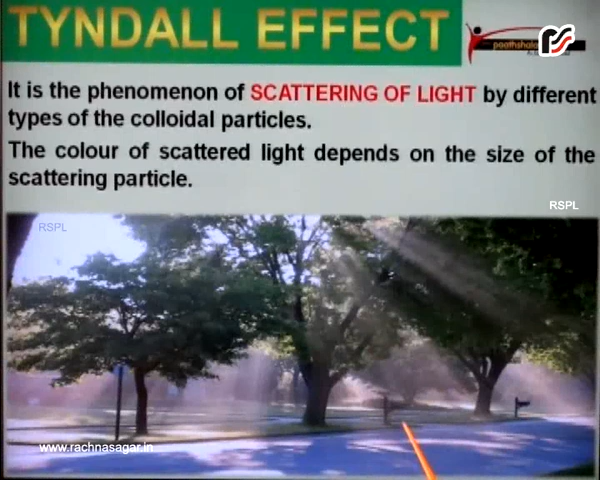 TYNDALL EFFECT
paathshala
It is the phenomenon of SCATTERING OF LIGHT by different
types of the colloidal particles.
The colour of scattered light depends on the size of the
scattering particle.
RSPL
RSPL
www.rachnasagar.in